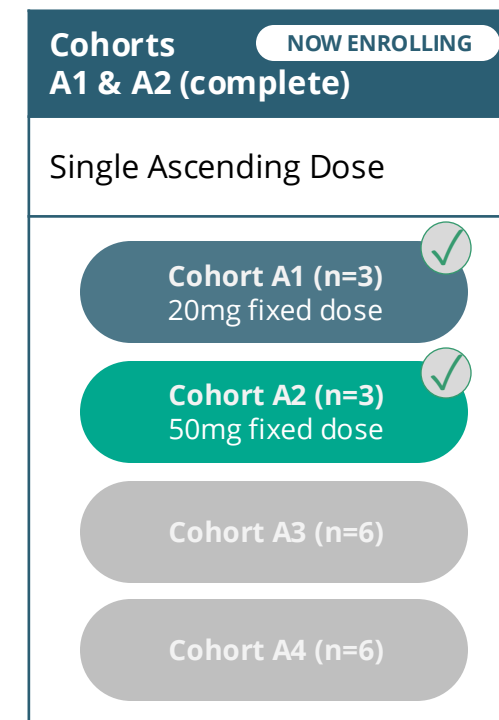 Cohorts
NOW ENROLLING
A1 & A2 (complete)
Single Ascending Dose
Cohort A1 (n=3)
20mg fixed dose
Cohort A2 (n=3)
50mg fixed dose
Cohort A3 (n=6)
Cohort A4 (n=6)